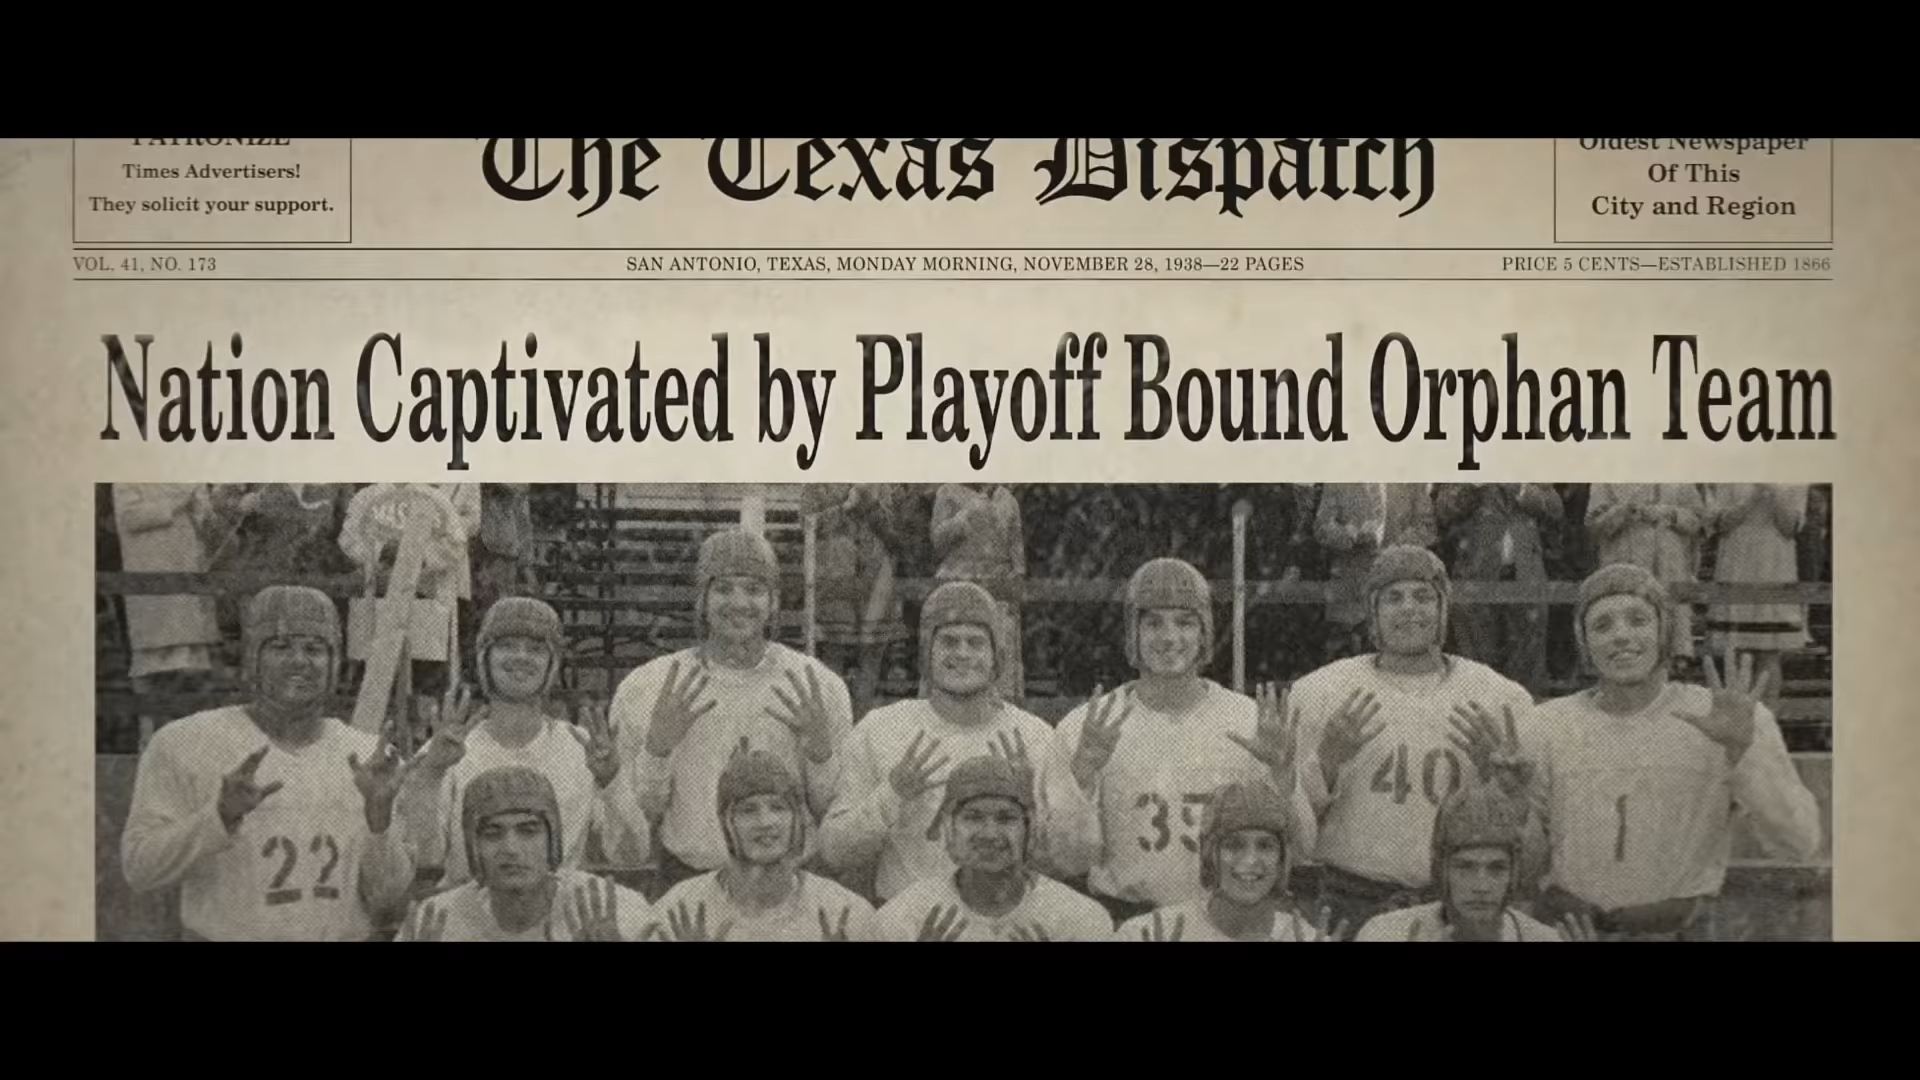 PATRONIZE
Times Advertisers!
They solicit your support.
The Texas Dispatch
Oldest Newspaper
Of This
City and Region
VOL. 41, NO. 173
SAN ANTONIO, TEXAS, MONDAY MORNING, NOVEMBER 28, 1938—22 PAGES
PRICE 5 CENTS—ESTABLISHED 1866
Nation Captivated by Playoff Bound Orphan Team
22
35
40
1